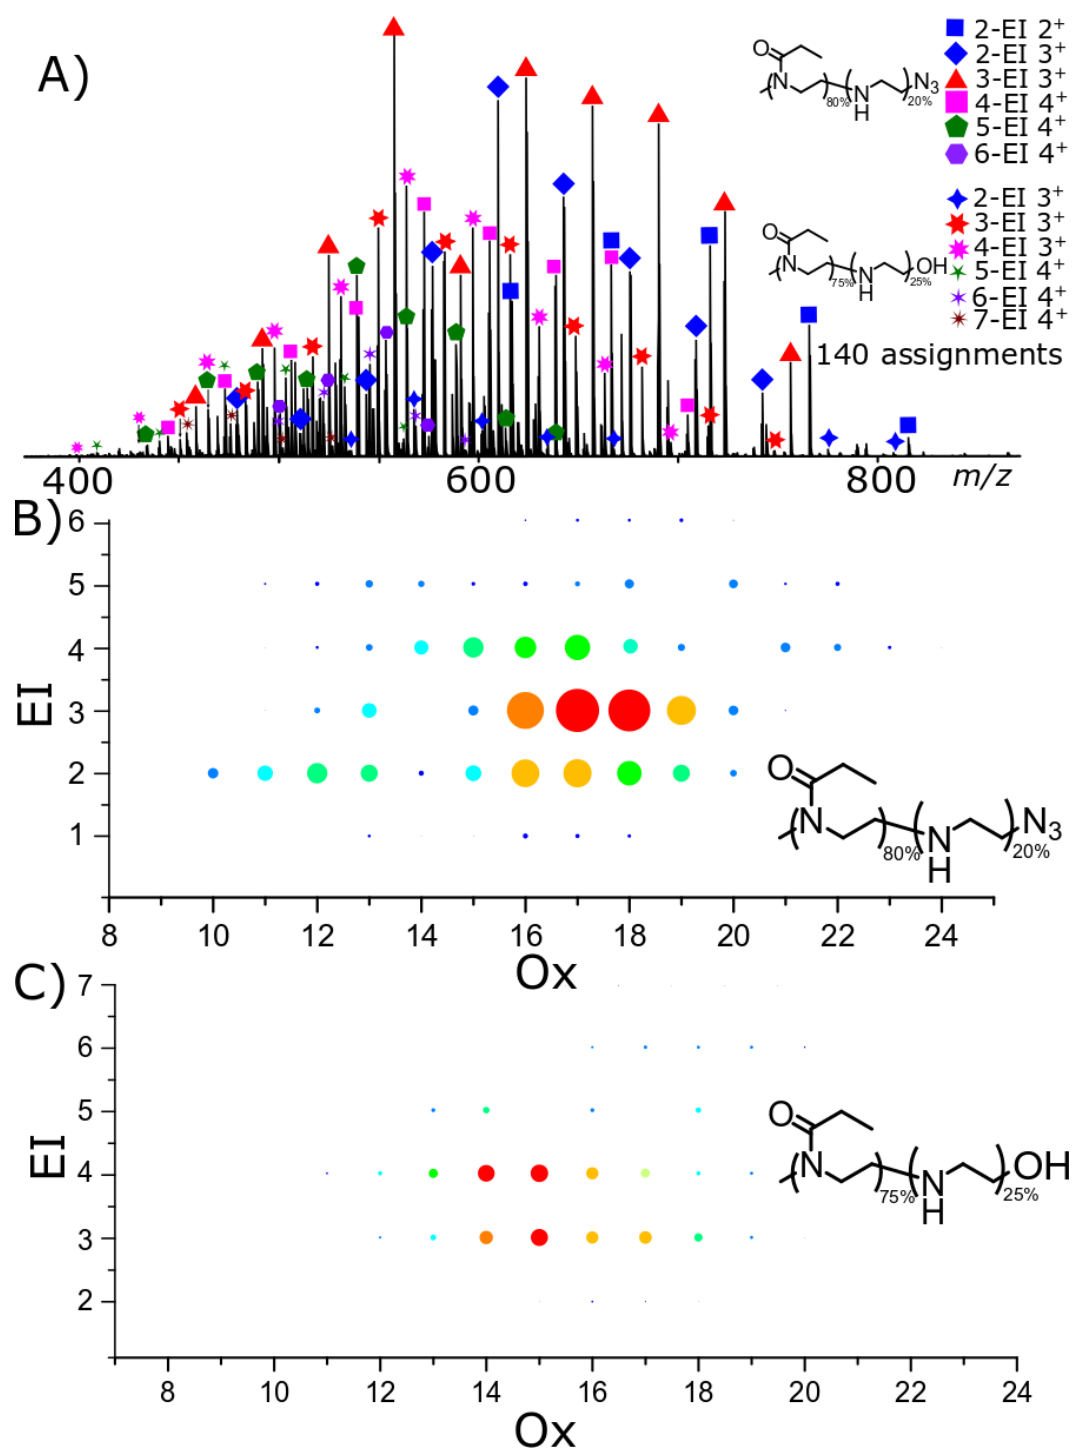 A)
O
N
80%
N
H
N3
20%
2-EI 2+
2-EI 3+
3-EI 3+
4-EI 4+
5-EI 4+
6-EI 4+
O
N
75%
N
H
OH
25%
2-EI 3+
3-EI 3+
4-EI 3+
5-EI 4+
6-EI 4+
7-EI 4+
140 assignments
400 600 800 m/z
B)
6
5
4
3
2
1
EI
O
N
80%
N
H
N3
20%
8 10 12 14 16 18 20 22 24
Ox
C)
7
6
5
4
3
2
EI
O
N
75%
N
H
OH
25%
8 10 12 14 16 18 20 22 24
Ox